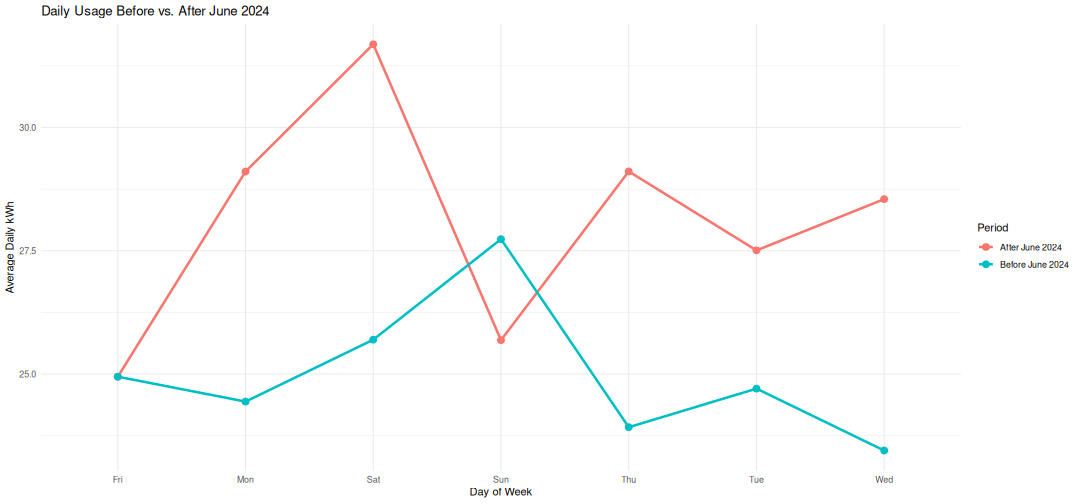 Daily Usage Before vs. After June 2024
30.0
27.5
25.0
Average Daily kWh
Fri Mon Sat Sun Thu Tue Wed
Day of Week
Period
After June 2024
Before June 2024